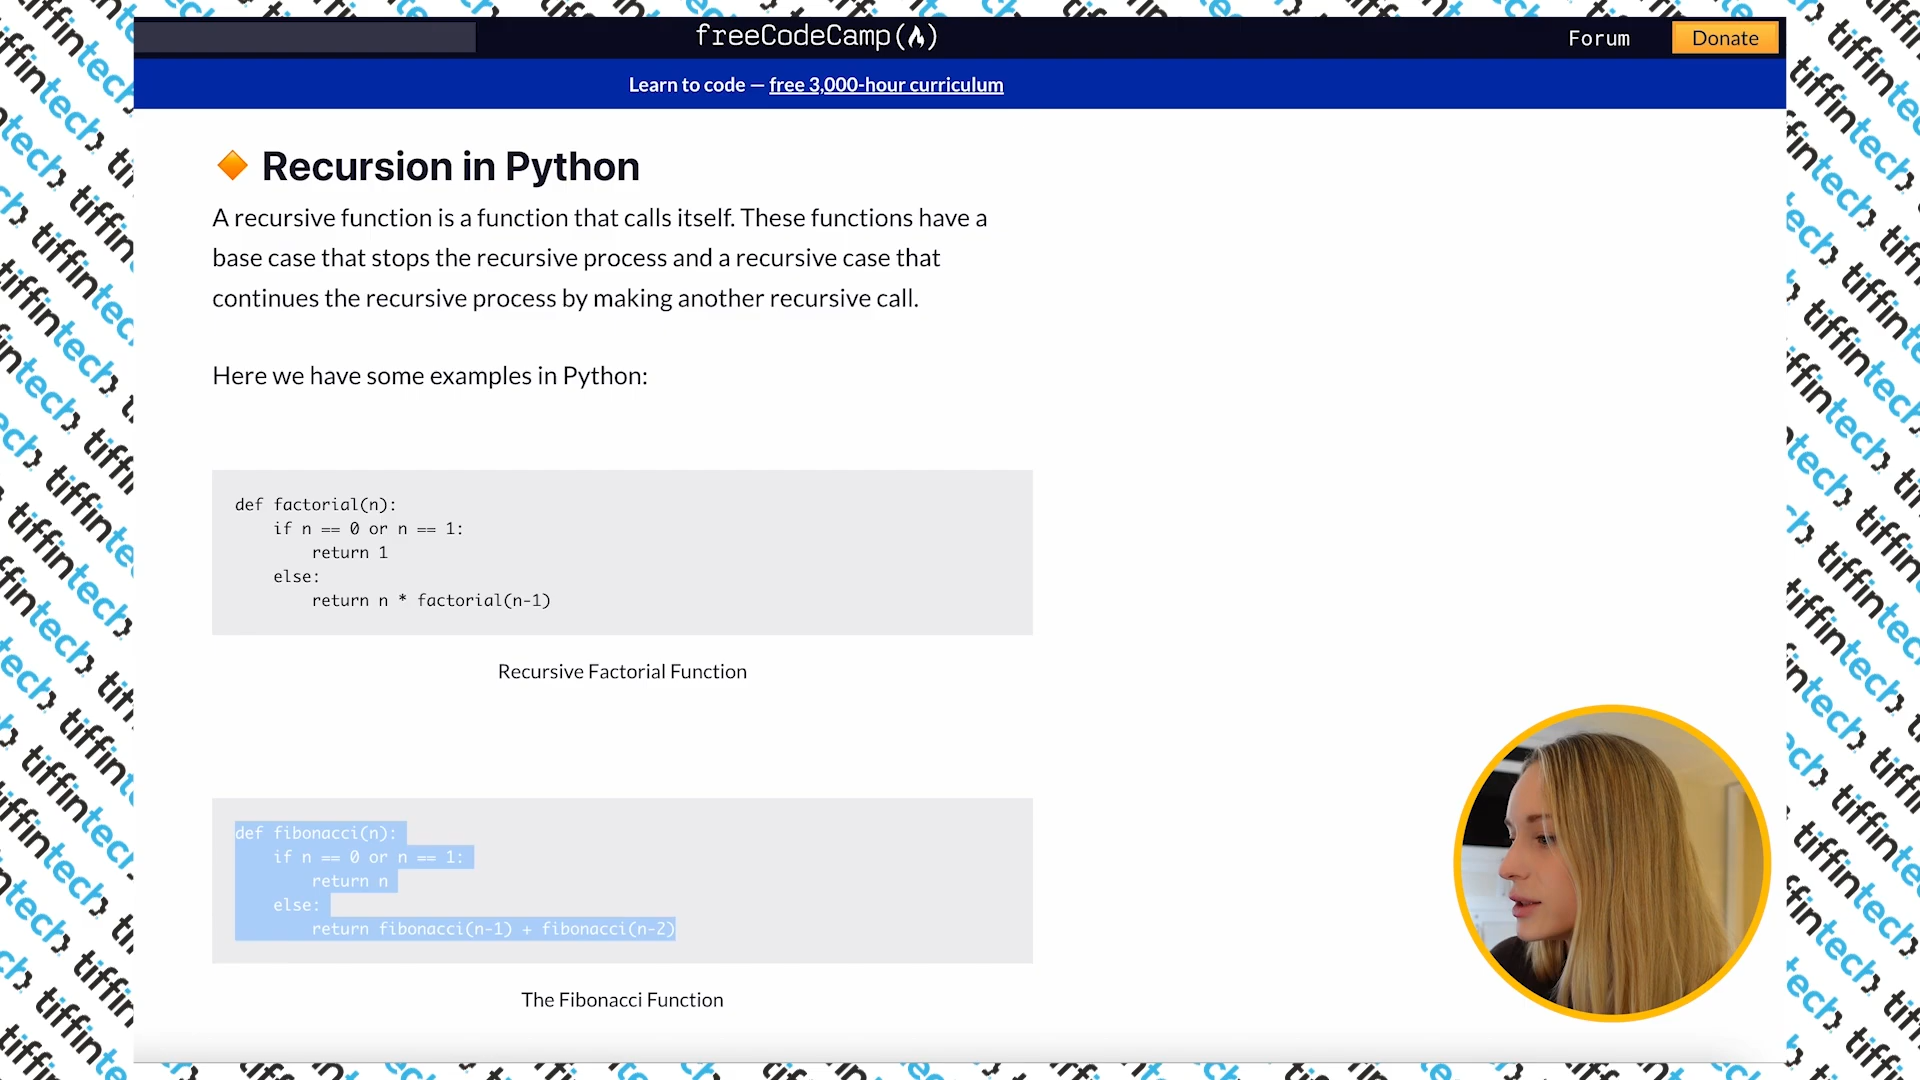 freeCodeCamp
Forum
Donate
Learn to code — free 3,000-hour curriculum
Recursion in Python
A recursive function is a function that calls itself. These functions have a
base case that stops the recursive process and a recursive case that
continues the recursive process by making another recursive call.
Here we have some examples in Python:
def factorial(n):
    if n == 0 or n == 1:
        return 1
    else:
        return n * factorial(n-1)
Recursive Factorial Function
def fibonacci(n):
    if n == 0 or n == 1:
        return n
    else:
        return fibonacci(n-1) + fibonacci(n-2)
The Fibonacci Function
tiffintech